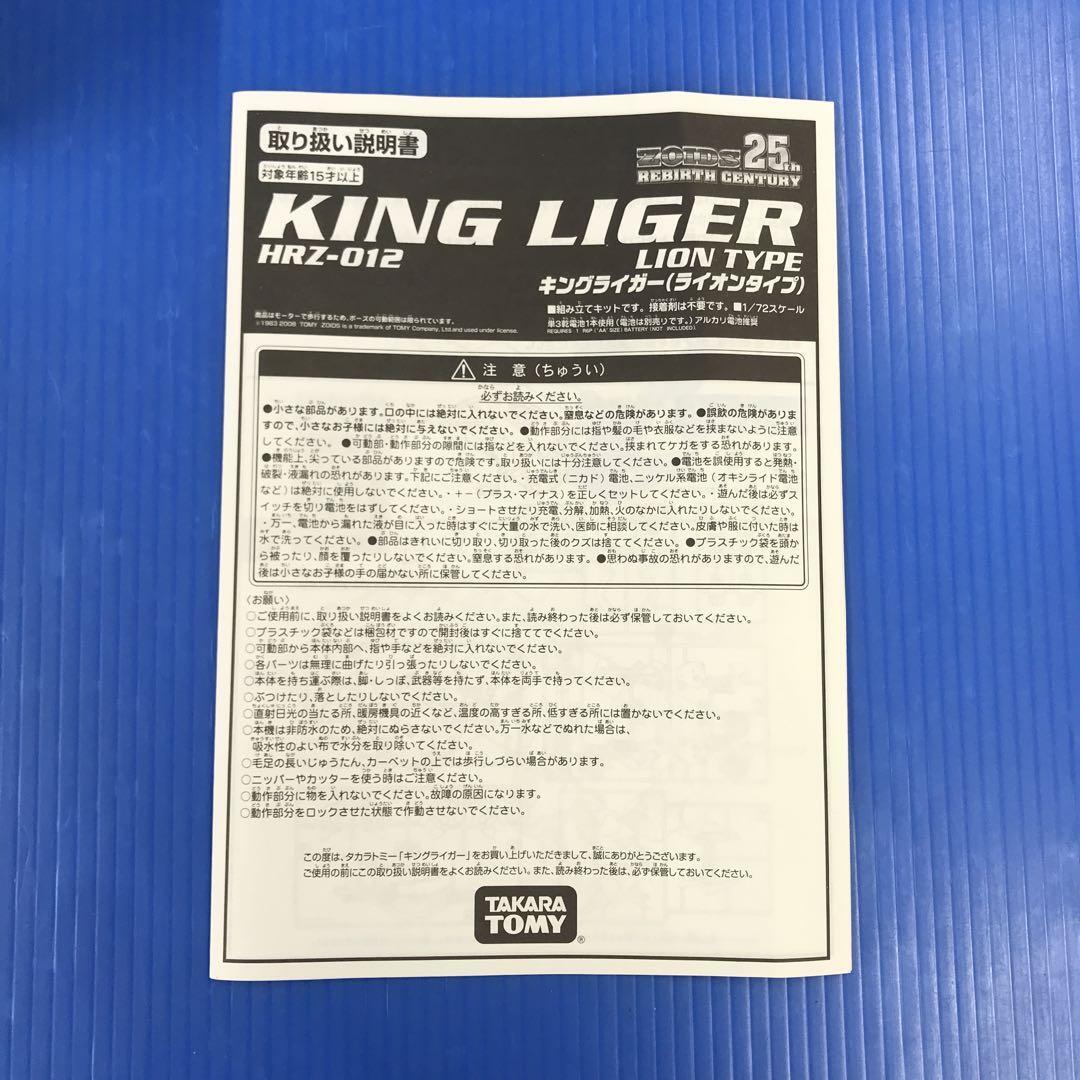 取り扱い説明書
対象年齢15才以上
ZOIDS 25th
REBIRTH CENTURY
KING LIGER
HRZ-012
LION TYPE
キングライガー(ライオンタイプ)
■組み立てキットです。接着剤は不要です。■1/72スケール
商品はモーターで歩行するため、ポーズの可動範囲は限られています。
単3乾電池1本使用(電池は別売りです。)アルカリ電池推奨
©1983 2008 TOMY ZOIDS is a trademark of TOMY Company, Ltd.and used under license.
REQUIRES 1 R6P ("AA" SIZE) BATTERY (NOT INCLUDED).
注意(ちゅうい)
必ずお読みください。
●小さな部品があります。口の中には絶対に入れないでください。窒息などの危険があります。●誤飲の危険がありま
すので、小さなお子様には絶対に与えないでください。●動作部分には指や髪の毛や衣服などを挟まないように注意
してください。●可動部・動作部分の隙間には指などを入れないでください。挟まれてケガをする恐れがあります。
●機能上、尖っている部品がありますので危険です。取り扱いには十分注意してください。●電池を誤使用すると発熱・
破裂・液漏れの恐れがあります。下記にご注意ください。・充電式(ニカド)電池、ニッケル系電池(オキシライド電池
など)は絶対に使用しないでください。・+−(プラス・マイナス)を正しくセットしてください。・遊んだ後は必ずス
イッチを切り電池をはずしてください。・ショートさせたり充電、分解、加熱、火のなかに入れたりしないでください。
・万一、電池から漏れた液が目に入った時はすぐに大量の水で洗い、医師に相談してください。皮膚や服に付いた時は
水で洗ってください。●部品はきれいに切り取り、切り取った後のクズは捨ててください。●プラスチック袋を頭か
ら被ったり、顔を覆ったりしないでください。窒息する恐れがあります。●思わぬ事故の恐れがありますので、遊んだ
後は小さなお子様の手の届かない所に保管してください。
〈お願い〉
○ご使用前に、取り扱い説明書をよくお読みください。また、読み終わった後は必ず保管しておいてください。
○プラスチック袋などは梱包材ですので開封後はすぐに捨ててでください。
○可動部から本体内部へ、指や手などを絶対に入れないでください。
○各パーツは無理に曲げたり引っ張ったりしないでください。
○本体を持ち運ぶ際は、脚・しっぽ、武器等を持たず、本体を両手で持ってください。
○ぶつけたり、落としたりしないでください。
○直射日光の当たる所、暖房機具の近くなど、温度の高すぎる所、低すぎる所には置かないでください。
○本機は非防水のため、絶対にぬらさないでください。万一水などでぬれた場合は、
吸水性のよい布で水分を取り除いてください。
○毛足の長いじゅうたん、カーペットの上では歩行しづらい場合があります。
○ニッパーやカッターを使う時はご注意ください。
○動作部分に物を入れないでください。故障の原因になります。
○動作部分をロックさせた状態で作動させないでください。
この度は、タカラトミー「キングライガー」をお買い上げいただきまして、誠にありがとうございます。
ご使用の前にこの取り扱い説明書をよくお読みください。また、読み終わった後は、必ず保管しておいてください。
TAKARA
TOMY
®